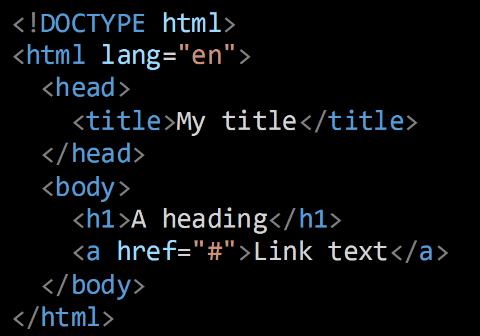 <!DOCTYPE html>
<html lang="en">
  <head>
    <title>My title</title>
  </head>
  <body>
    <h1>A heading</h1>
    <a href="#">Link text</a>
  </body>
</html>